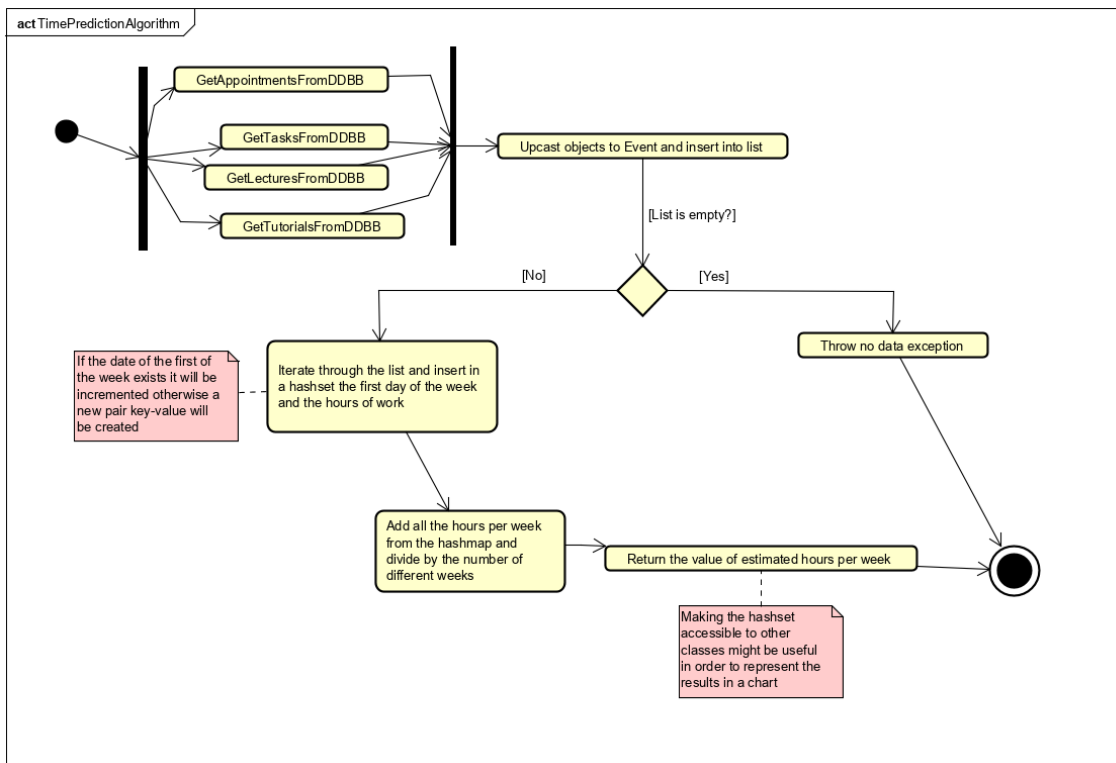 act TimePredictionAlgorithm
GetAppointmentsFromDDBB
GetTasksFromDDBB
GetLecturesFromDDBB
GetTutorialsFromDDBB
Upcast objects to Event and insert into list
[List is empty?]
[No]
[Yes]
If the date of the first of
the week exists it will be
incremented otherwise a
new pair key-value will
be created
Iterate through the list and insert in
a hashset the first day of the week
and the hours of work
Throw no data exception
Add all the hours per week
from the hashmap and
divide by the number of
different weeks
Return the value of estimated hours per week
Making the hashset
accessible to other
classes might be useful
in order to represent the
results in a chart